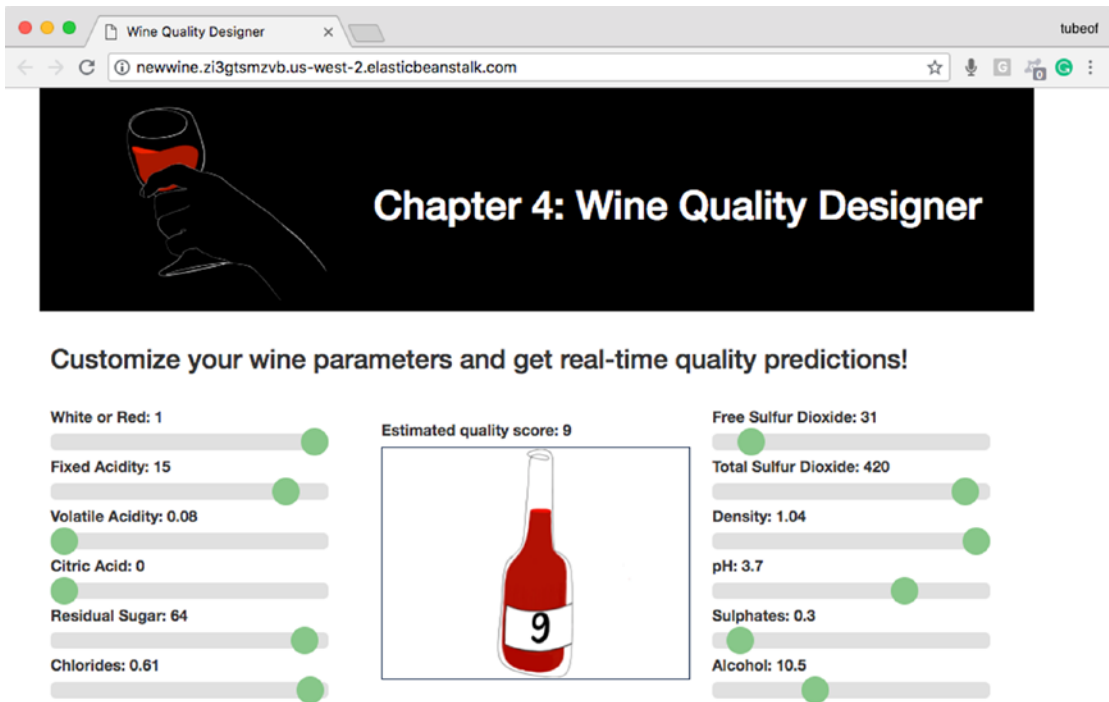 Wine Quality Designer
tubeof
newwine.zi3gtsmzvb.us-west-2.elasticbeanstalk.com
G
0
G
Chapter 4: Wine Quality Designer
Customize your wine parameters and get real-time quality predictions!
White or Red: 1
Fixed Acidity: 15
Volatile Acidity: 0.08
Citric Acid: 0
Residual Sugar: 64
Chlorides: 0.61
Estimated quality score: 9
9
Free Sulfur Dioxide: 31
Total Sulfur Dioxide: 420
Density: 1.04
pH: 3.7
Sulphates: 0.3
Alcohol: 10.5